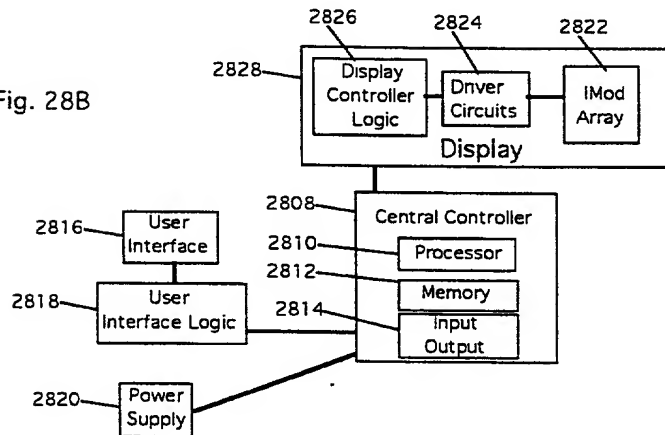 2826
2824
2822
2828
Display
Controller
Logic
Driver
Circuits
IMod
Array
Display
Fig. 28B
2808
Central Controller
2816
User
Interface
2810
Processor
2812
Memory
2818
User
Interface Logic
2814
Input
Output
2820
Power
Supply